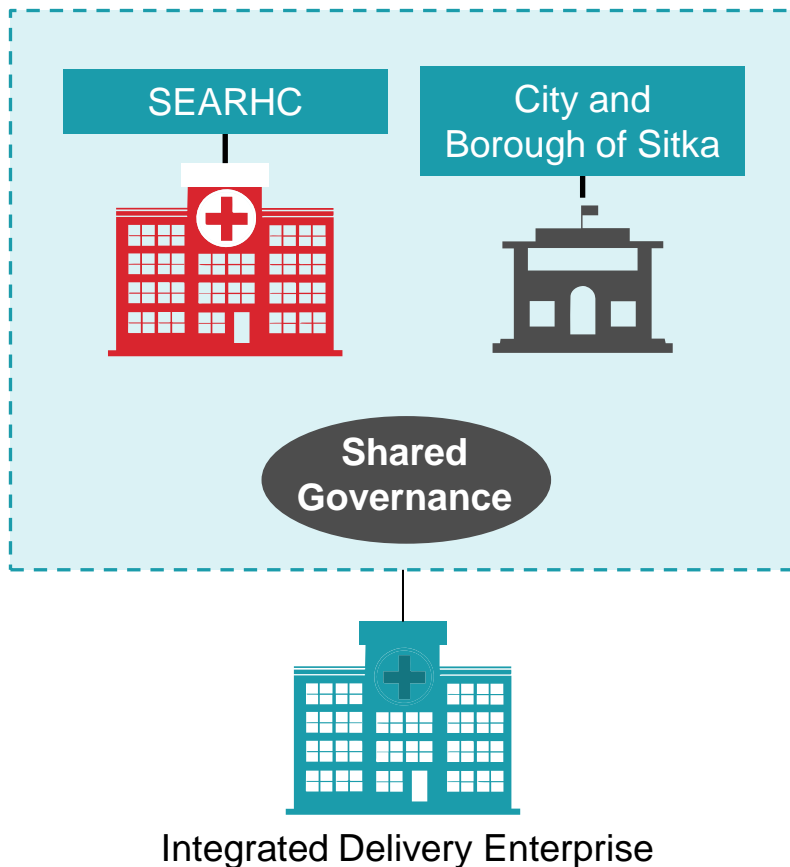 SEARHC
City and
Borough of Sitka
Shared
Governance
Integrated Delivery Enterprise